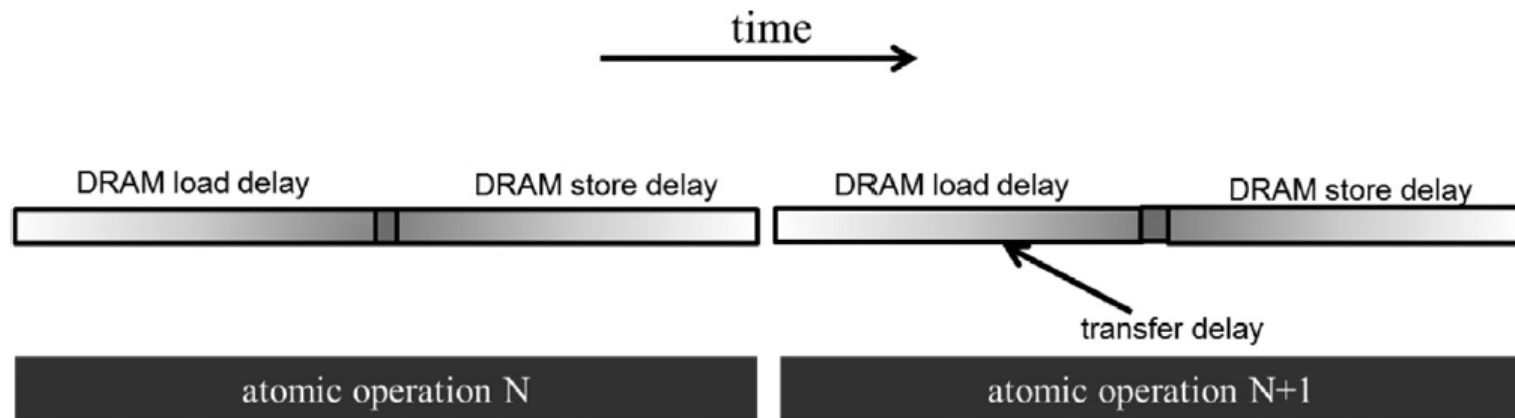 time
DRAM load delay
DRAM store delay
DRAM load delay
DRAM store delay
transfer delay
atomic operation N
atomic operation N+1